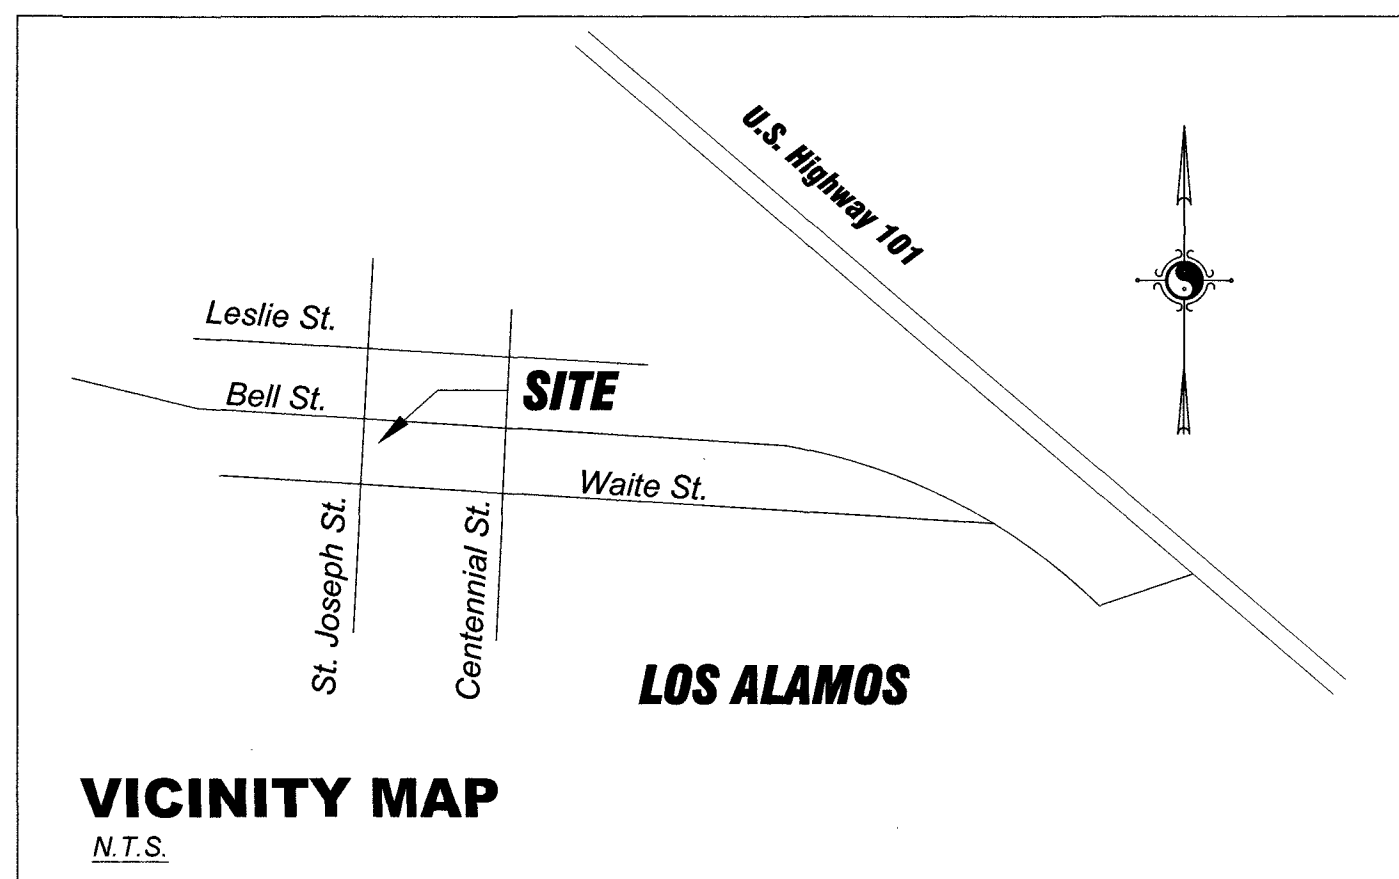 U.S. Highway 101
Leslie St.
Bell St.
SITE
Waite St.
St. Joseph St.
Centennial St.
LOS ALAMOS
VICINITY MAP
N.T.S.